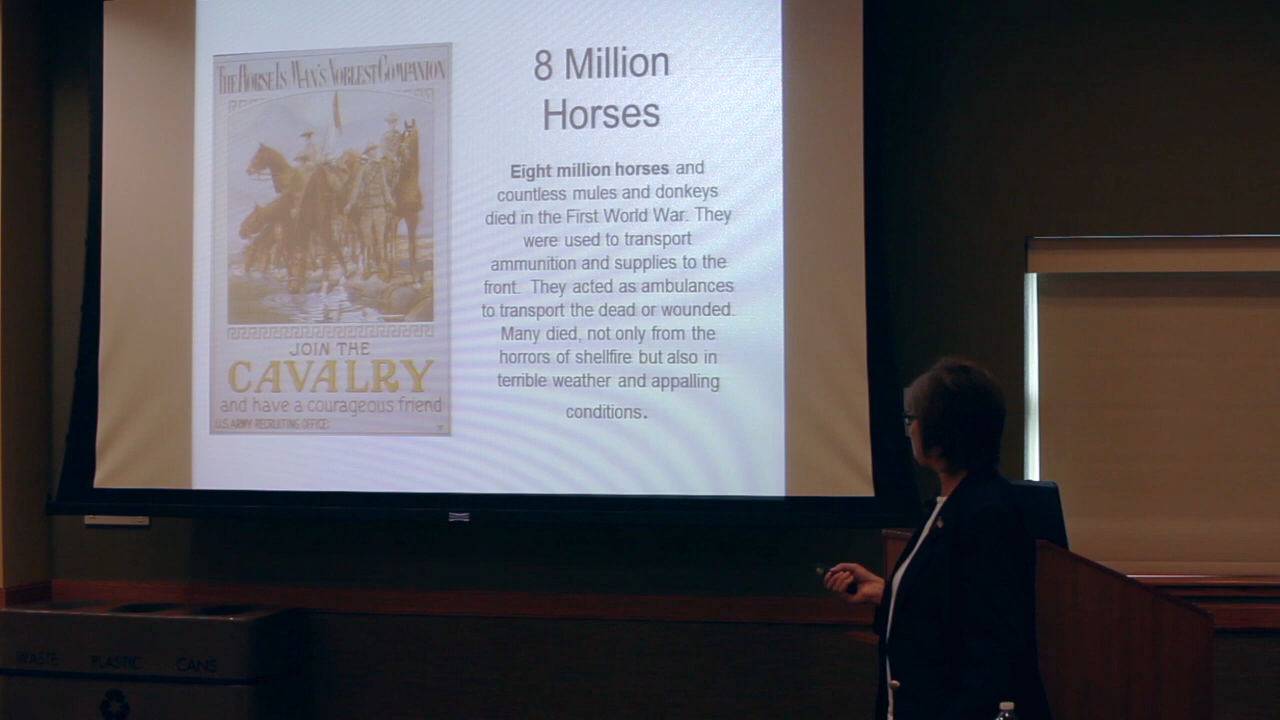 THE HORSE IS MAN'S NOBLEST COMPANION
JOIN THE
CAVALRY
and have a courageous friend
U.S. ARMY RECRUITING OFFICE:
8 Million
Horses
Eight million horses and
countless mules and donkeys
died in the First World War. They
were used to transport
ammunition and supplies to the
front.  They acted as ambulances
to transport the dead or wounded.
Many died, not only from the
horrors of shellfire but also in
terrible weather and appalling
conditions.
WASTE PLASTIC CANS